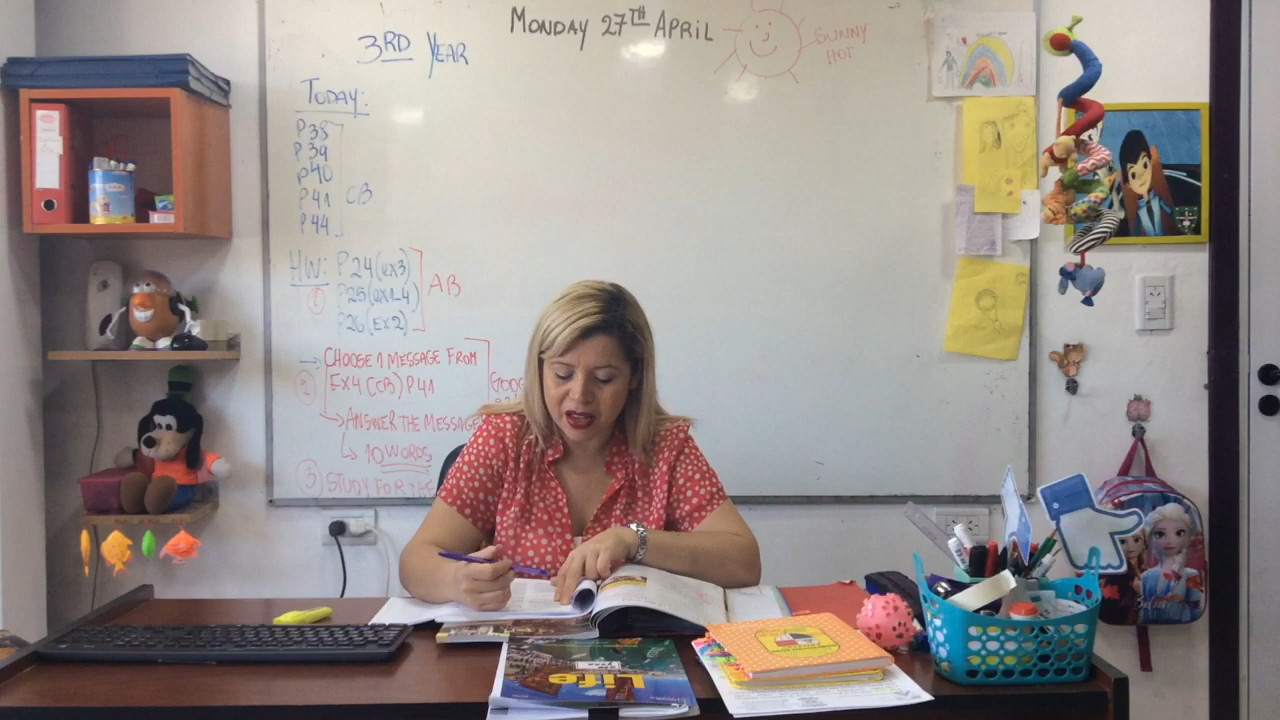 MONDAY 27TH APRIL
SUNNY
HOT
3RD YEAR
TODAY:
P38
P39
P40
P41
P44
CB
HW: P24(ex3)
① P25(ex1-4)
P26(EX2)
AB
② CHOOSE 1 MESSAGE FROM
EX4 (CB) P41
ANSWER THE MESSAGE
10 WORDS
③ STUDY FOR THE
Life